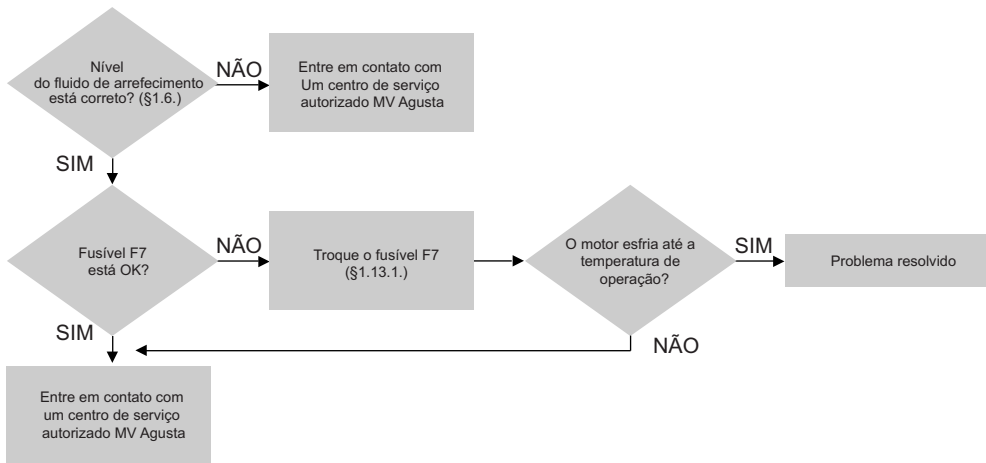 Nível
do fluido de arrefecimento
está correto? (§1.6.)
NÃO
Entre em contato com
Um centro de serviço
autorizado MV Agusta
SIM
Fusível F7
está OK?
NÃO
Troque o fusível F7
(§1.13.1.)
O motor esfria até a
temperatura de
operação?
SIM
Problema resolvido
SIM
NÃO
Entre em contato com
um centro de serviço
autorizado MV Agusta